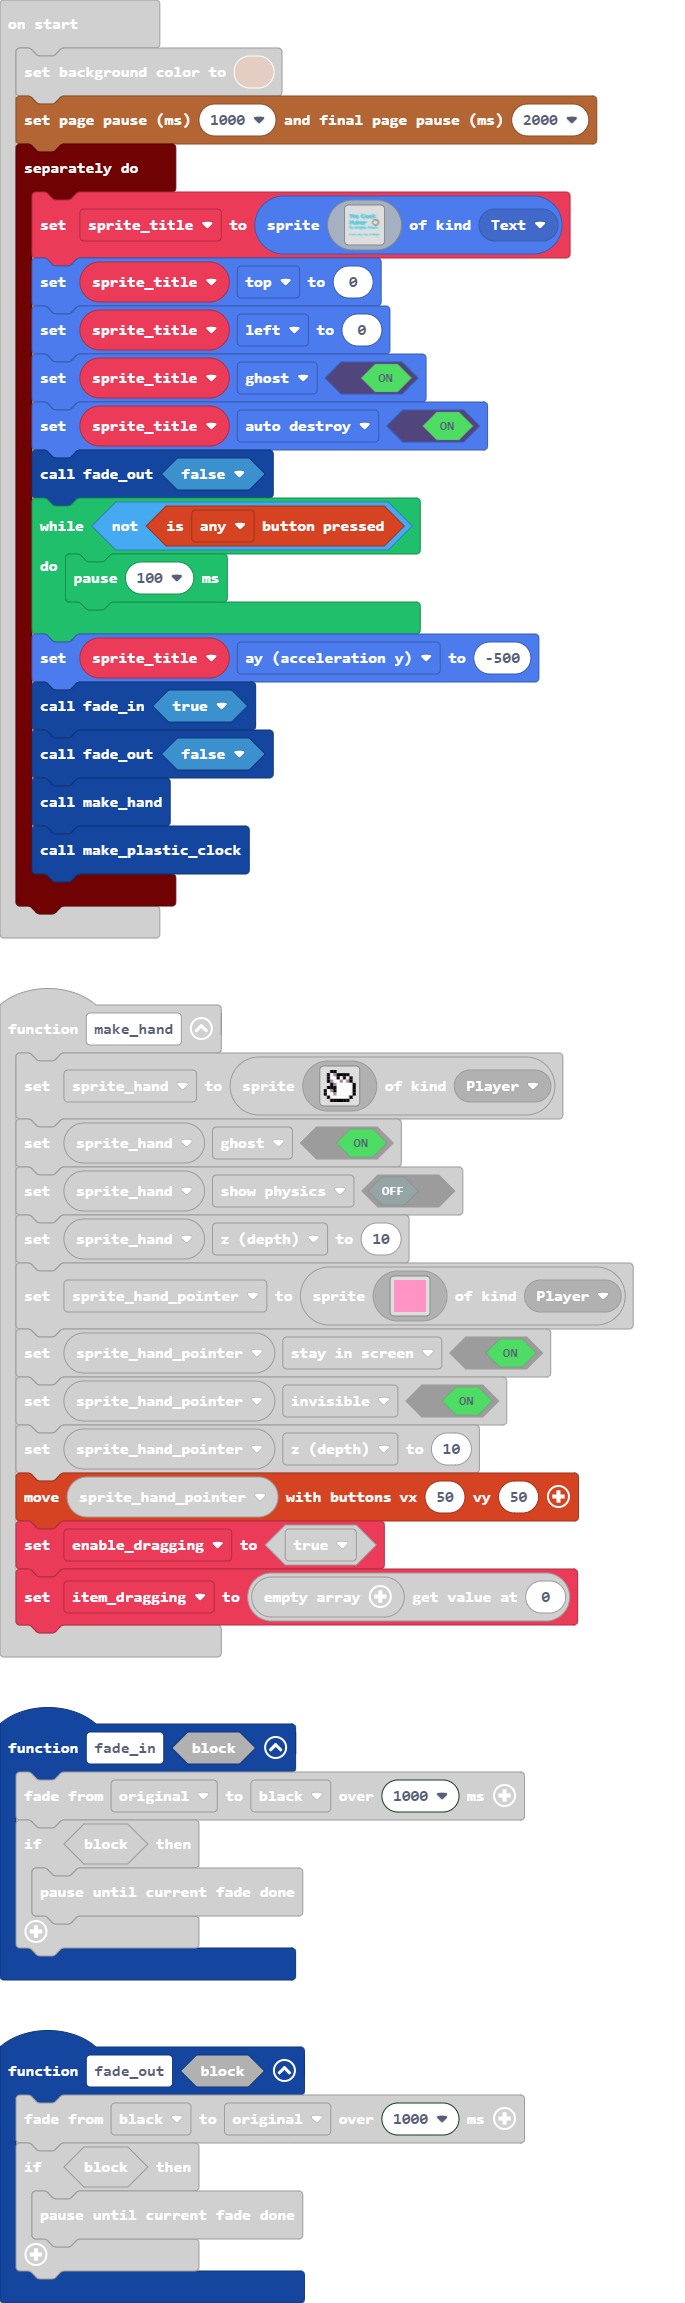 on start
set background color to
set page pause (ms) 1000 and final page pause (ms) 2000
separately do
set sprite_title to sprite of kind Text
set sprite_title top to 0
set sprite_title left to 0
set sprite_title ghost ON
set sprite_title auto destroy ON
call fade_out false
while not is any button pressed
do
pause 100 ms
set sprite_title ay (acceleration y) to -500
call fade_in true
call fade_out false
call make_hand
call make_plastic_clock
function make_hand
set sprite_hand to sprite of kind Player
set sprite_hand ghost ON
set sprite_hand show physics OFF
set sprite_hand z (depth) to 10
set sprite_hand_pointer to sprite of kind Player
set sprite_hand_pointer stay in screen ON
set sprite_hand_pointer invisible ON
set sprite_hand_pointer z (depth) to 10
move sprite_hand_pointer with buttons vx 50 vy 50
set enable_dragging to true
set item_dragging to empty array get value at 0
function fade_in block
fade from original to black over 1000 ms
if block then
pause until current fade done
function fade_out block
fade from black to original over 1000 ms
if block then
pause until current fade done